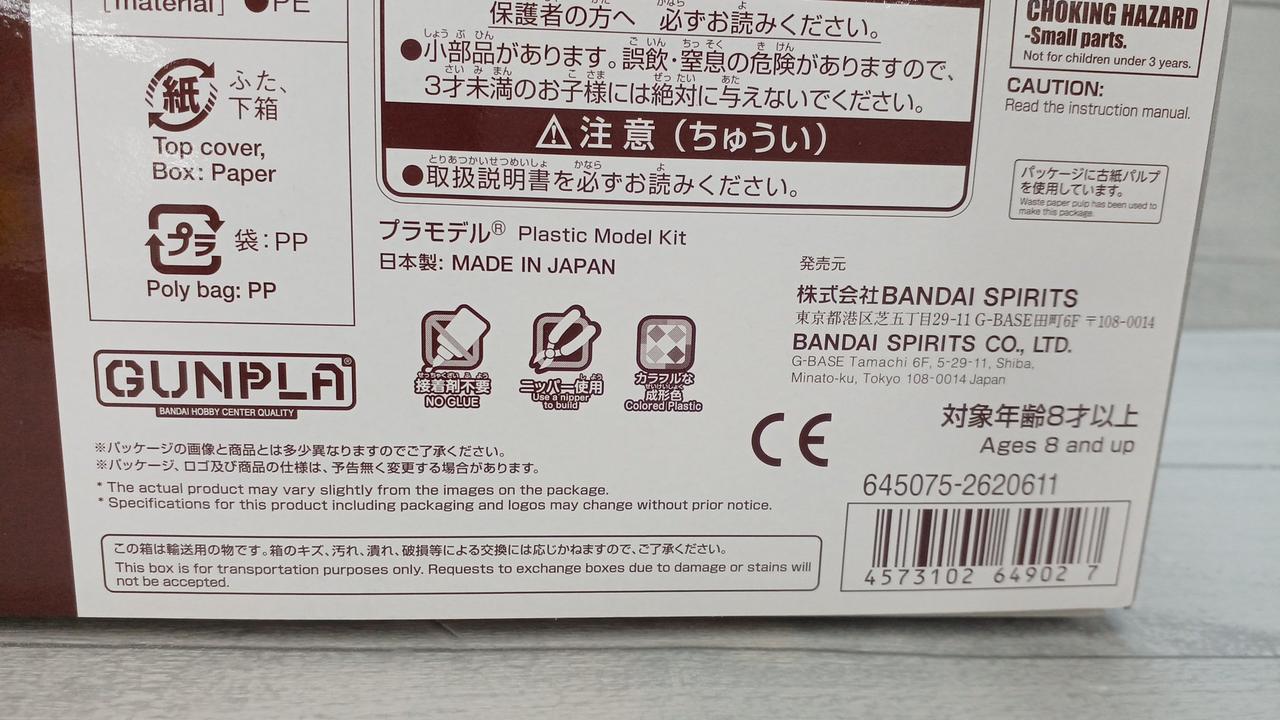 [material] ●PE
紙 ふた、
下箱
Top cover,
Box: Paper
プラ 袋：PP
Poly bag: PP
保護者の方へ 必ずお読みください。
●小部品があります。誤飲・窒息の危険がありますので、
3才未満のお子様には絶対に与えないでください。
⚠注意（ちゅうい）
●取扱説明書を必ずお読みください。
CHOKING HAZARD
-Small parts.
Not for children under 3 years.
CAUTION:
Read the instruction manual.
パッケージに古紙パルプ
を使用しています。
Waste paper pulp has been used to
make this package.
プラモデル® Plastic Model Kit
日本製: MADE IN JAPAN
接着剤不要
NO GLUE
ニッパー使用
Use a nipper
to build
カラフルな
成形色
Colored Plastic
発売元
株式会社BANDAI SPIRITS
東京都港区芝五丁目29-11 G-BASE田町6F 〒108-0014
BANDAI SPIRITS CO., LTD.
G-BASE Tamachi 6F, 5-29-11, Shiba,
Minato-ku, Tokyo 108-0014 Japan
GUNPLA®
BANDAI HOBBY CENTER QUALITY
CE
対象年齢8才以上
Ages 8 and up
※パッケージの画像と商品とは多少異なりますのでご了承ください。
※パッケージ、ロゴ及び商品の仕様は、予告無く変更する場合があります。
* The actual product may vary slightly from the images on the package.
* Specifications for this product including packaging and logos may change without prior notice.
この箱は輸送用の物です。箱のキズ、汚れ、潰れ、破損等による交換には応じかねますので、ご了承ください。
This box is for transportation purposes only. Requests to exchange boxes due to damage or stains will
not be accepted.
645075-2620611
4573102 64902 7